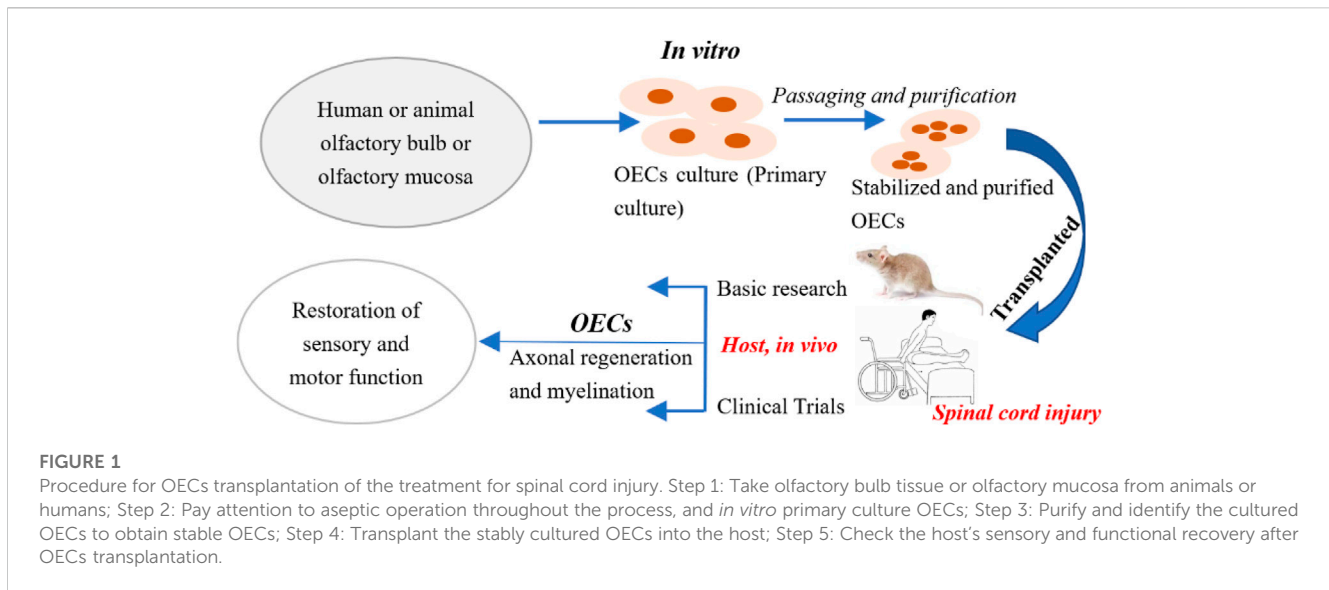 Human or animal
olfactory bulb or
olfactory mucosa
In vitro
OECs culture (Primary
culture)
Passaging and purification
Stabilized and purified
OECs
Transplanted
Restoration of
sensory and
motor function
OECs
Axonal regeneration
and myelination
Basic research
Host, in vivo
Clinical Trials
Spinal cord injury
FIGURE 1
Procedure for OECs transplantation of the treatment for spinal cord injury. Step 1: Take olfactory bulb tissue or olfactory mucosa from animals or
humans; Step 2: Pay attention to aseptic operation throughout the process, and in vitro primary culture OECs; Step 3: Purify and identify the cultured
OECs to obtain stable OECs; Step 4: Transplant the stably cultured OECs into the host; Step 5: Check the host's sensory and functional recovery after
OECs transplantation.